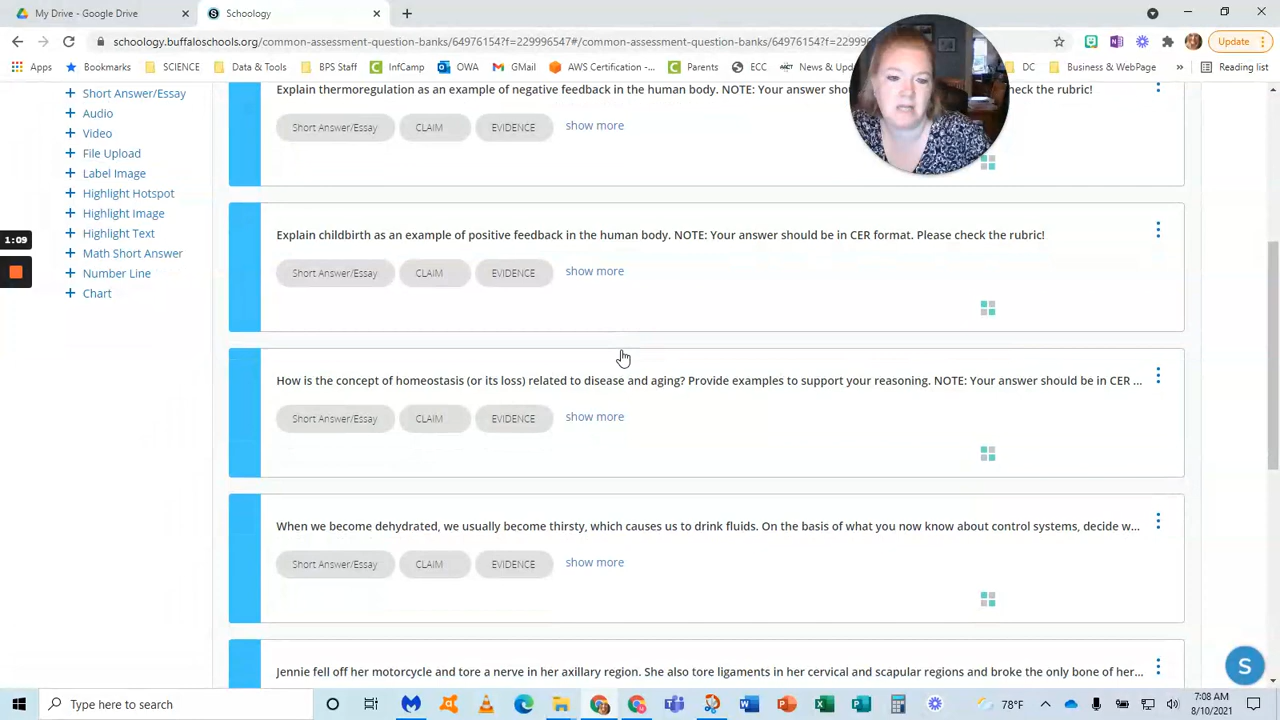 My Drive - Google Drive
Schoology
schoology.buffaloschools.org/common-assessment-question-banks/64976154?f=229996547#/common-assessment-question-banks/64976154?f=22999
Update
Apps
Bookmarks
SCIENCE
Data & Tools
BPS Staff
InfCamp
OWA
AWS Certification -...
Parents
ECC
News & Upd
DC
Business & WebPage
Reading list
Short Answer/Essay
Audio
Video
File Upload
Label Image
Highlight Hotspot
Highlight Image
Highlight Text
Math Short Answer
Number Line
Chart
1:09
Explain thermoregulation as an example of negative feedback in the human body. NOTE: Your answer shou
heck the rubric!
Short Answer/Essay CLAIM EVIDENCE show more
Explain childbirth as an example of positive feedback in the human body. NOTE: Yür answer should be in CER format. Please check the rubric!
Short Answer/Essay CLAIM EVIDENCE show more
How is the concept of homeostasis (or its loss) related to disease and aging? Provide examples to support your reasoning. NOTE: Your answer should be in CER ...
Short Answer/Essay CLAIM EVIDENCE show more
When we become dehydrated, we usually become thirsty, which causes us to drink fluids. On the basis of what you now know about control systems, decide w...
Short Answer/Essay CLAIM EVIDENCE show more
Jennie fell off her motorcycle and tore a nerve in her axillary region. She also tore ligaments in her cervical and scapular regions and broke the only bone of her...
S
Type here to search
78°F
7:08 AM
8/10/2021